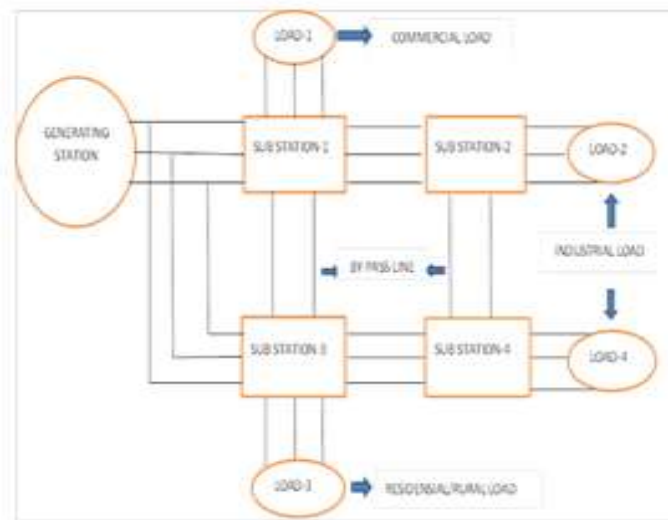 LOAD-1
COMMERCIAL LOAD
GENERATING
STATION
SUB STATION-1
SUB STATION-2
LOAD-2
BY PASS LINE
INDUSTRIAL LOAD
SUB STATION-3
SUB STATION-4
LOAD-4
LOAD-3
RESIDENSIAL/RURAL LOAD